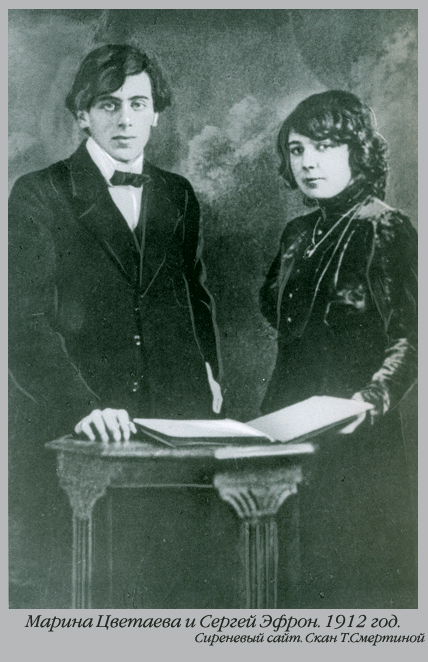 Марина Цветаева и Сергей Эфрон. 1912 год.
Сиреневый сайт. Скан Т.Смертиной